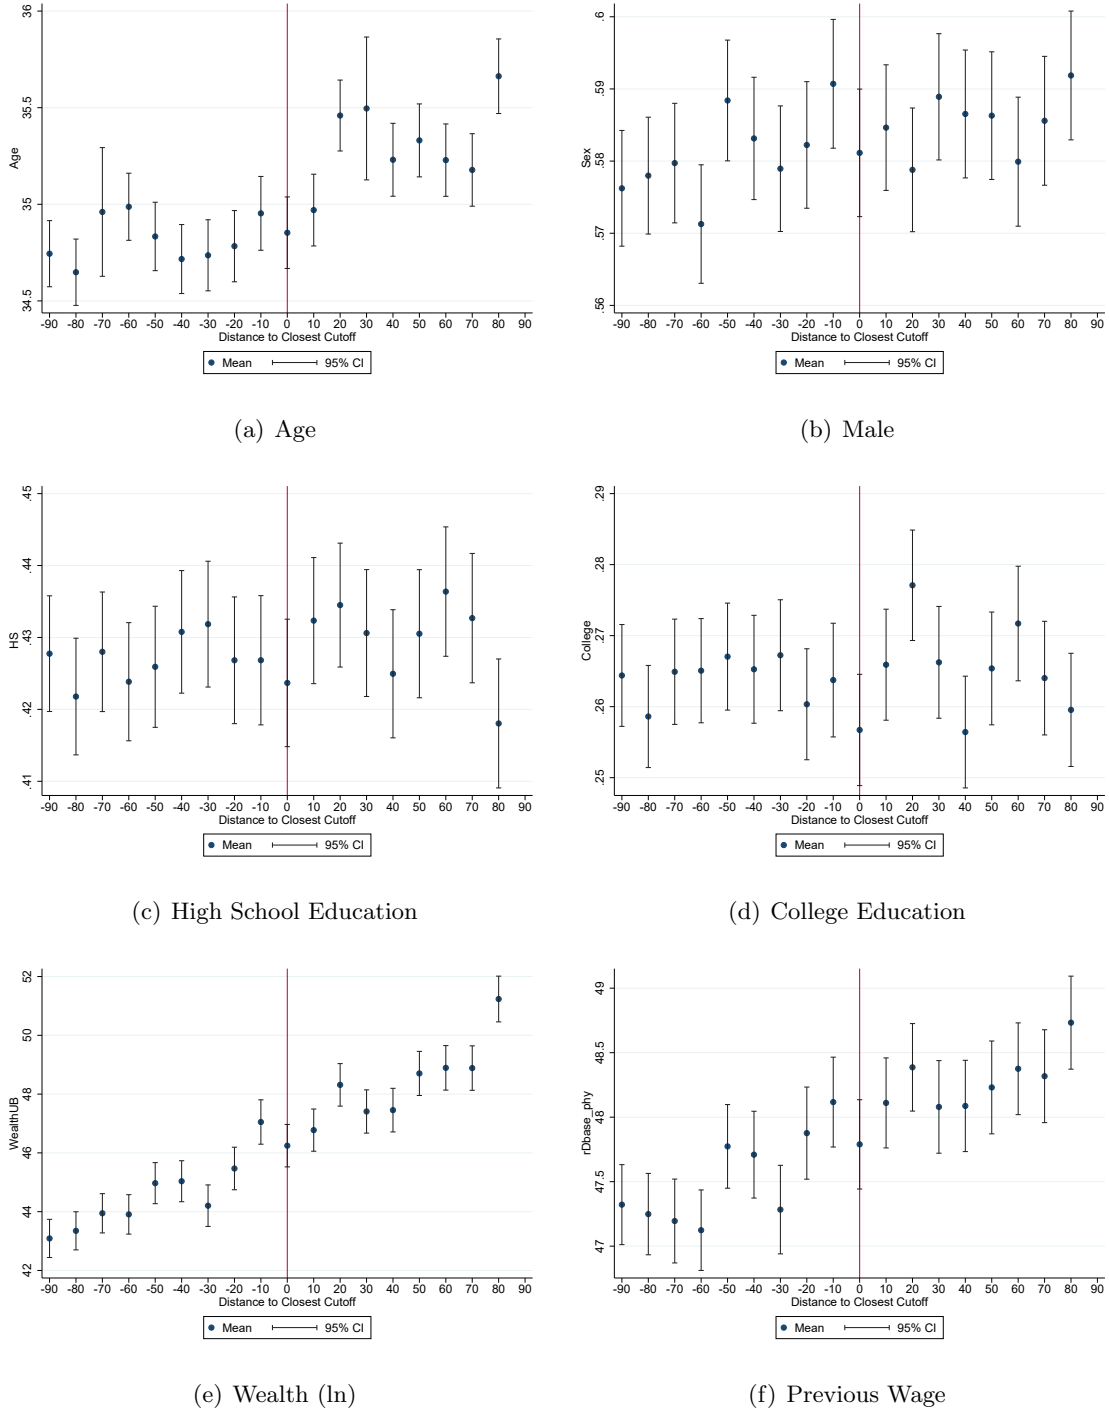 36
35.5
35
34.5
Age
-90 -80 -70 -60 -50 -40 -30 -20 -10 0 10 20 30 40 50 60 70 80 90
Distance to Closest Cutoff
Mean 95% CI
(a) Age
.6
.59
.58
.57
.56
Sex
-90 -80 -70 -60 -50 -40 -30 -20 -10 0 10 20 30 40 50 60 70 80 90
Distance to Closest Cutoff
Mean 95% CI
(b) Male
.45
.44
.43
.42
.41
HS
-90 -80 -70 -60 -50 -40 -30 -20 -10 0 10 20 30 40 50 60 70 80 90
Distance to Closest Cutoff
Mean 95% CI
(c) High School Education
.29
.28
.27
.26
.25
College
-90 -80 -70 -60 -50 -40 -30 -20 -10 0 10 20 30 40 50 60 70 80 90
Distance to Closest Cutoff
Mean 95% CI
(d) College Education
52
50
48
46
44
42
WealthUB
-90 -80 -70 -60 -50 -40 -30 -20 -10 0 10 20 30 40 50 60 70 80 90
Distance to Closest Cutoff
Mean 95% CI
(e) Wealth (ln)
49
48.5
48
47.5
47
rDbase_phy
-90 -80 -70 -60 -50 -40 -30 -20 -10 0 10 20 30 40 50 60 70 80 90
Distance to Closest Cutoff
Mean 95% CI
(f) Previous Wage